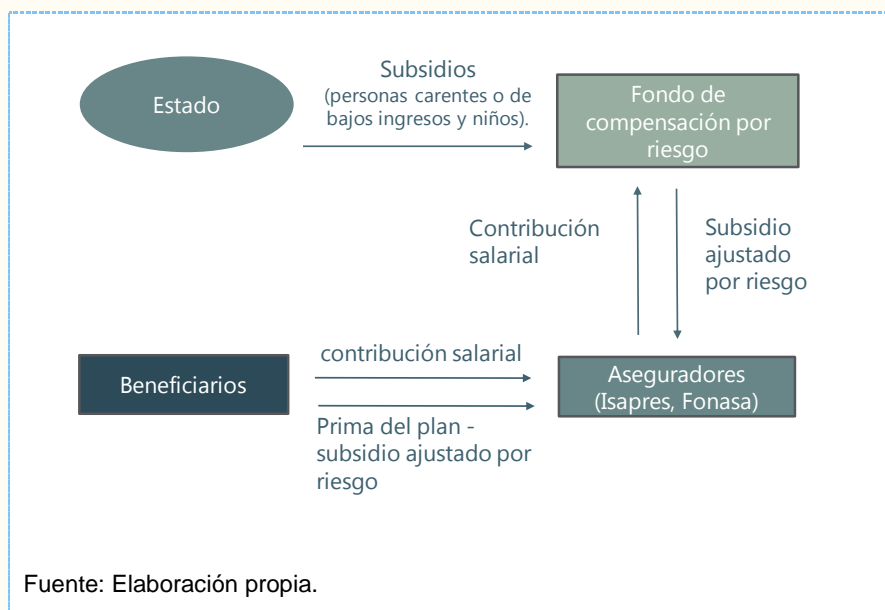 Estado
Subsidios
(personas carentes o de
bajos ingresos y niños).
Fondo de
compensación por
riesgo
Contribución
salarial
Subsidio
ajustado
por riesgo
Beneficiarios
contribución salarial
Prima del plan -
subsidio ajustado por
riesgo
Aseguradores
(Isapres, Fonasa)
Fuente: Elaboración propia.